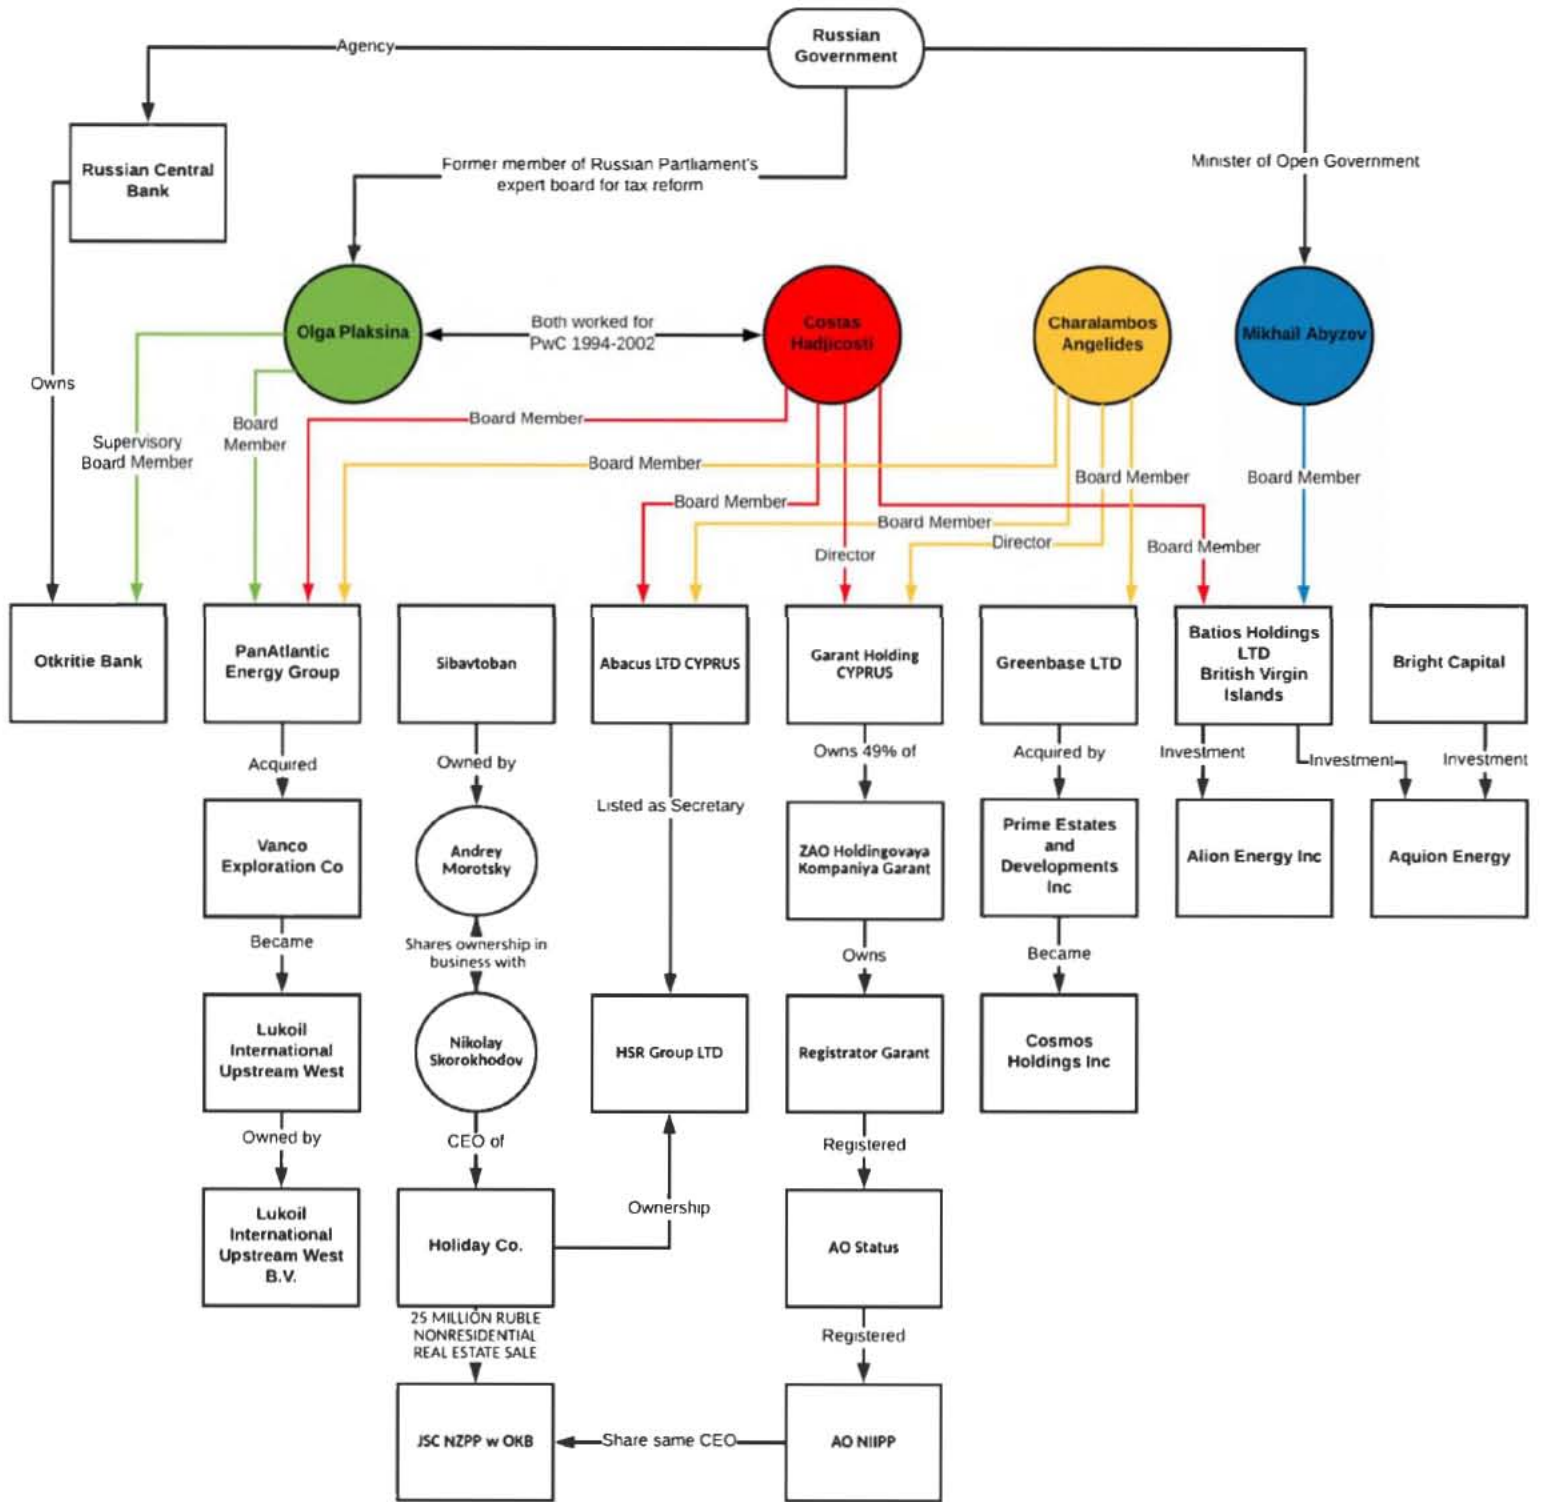 Russian
Government
Agency
Russian Central
Bank
Former member of Russian Partliament's
expert board for tax reform
Minister of Open Government
Olga Plaksina
Both worked for
PwC 1994-2002
Costas
Hadjicosti
Charalambos
Angelides
Mikhail Abyzov
Owns
Supervisory
Board Member
Board
Member
Board Member
Board Member
Board Member
Board Member
Director
Director
Board Member
Board Member
Board Member
Otkritie Bank
PanAtlantic
Energy Group
Sibavtoban
Abacus LTD CYPRUS
Garant Holding
CYPRUS
Greenbase LTD
Batios Holdings
LTD
British Virgin
Islands
Bright Capital
Acquired
Owned by
Listed as Secretary
Owns 49% of
Acquired by
Investment
Investment
Investment
Vanco
Exploration Co
Andrey
Morotsky
ZAO Holdingovaya
Kompaniya Garant
Prime Estates
and
Developments
Inc
Alion Energy Inc
Aquion Energy
Became
Shares ownership in
business with
Owns
Became
Lukoil
International
Upstream West
Nikolay
Skorokhodov
HSR Group LTD
Registrator Garant
Cosmos
Holdings Inc
Owned by
CEO of
Ownership
Registered
Lukoil
International
Upstream West
B.V.
Holiday Co.
AO Status
25 MILLION RUBLE
NONRESIDENTIAL
REAL ESTATE SALE
Registered
JSC NZPP w OKB
Share same CEO
AO NIIPP